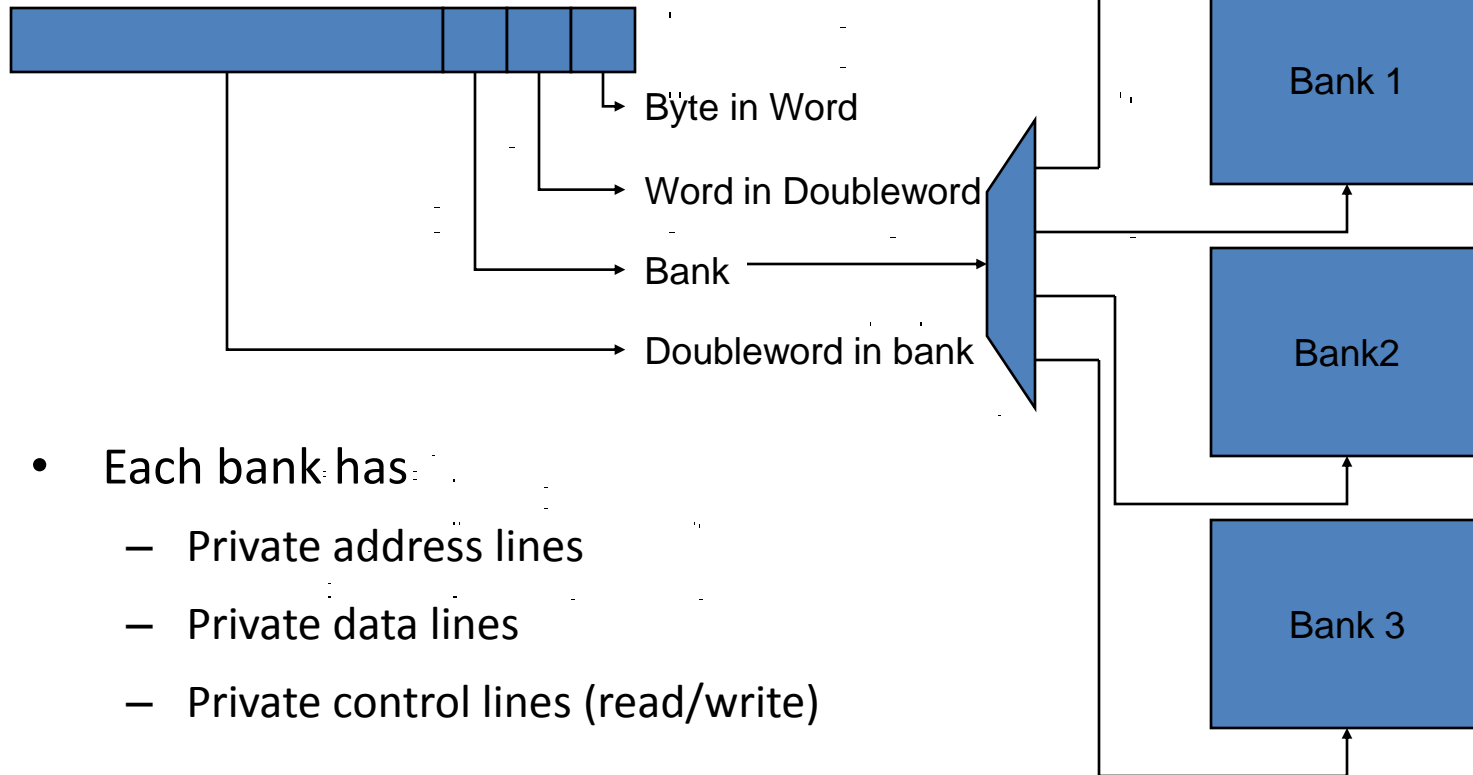 Bank 1
Byte in Word
Word in Doubleword
Bank
Doubleword in bank
Bank2
• Each bank has
– Private address lines
– Private data lines
– Private control lines (read/write)
Bank 3